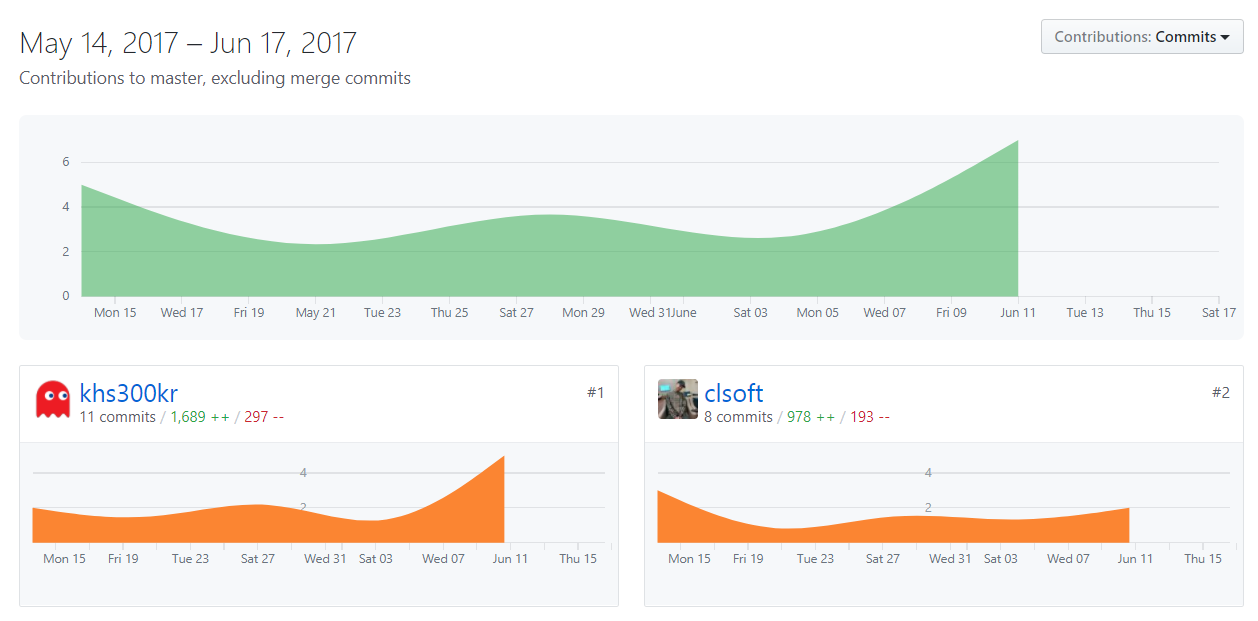 May 14, 2017 – Jun 17, 2017
Contributions: Commits
Contributions to master, excluding merge commits
6
4
2
0
Mon 15 Wed 17 Fri 19 May 21 Tue 23 Thu 25 Sat 27 Mon 29 Wed 31 June Sat 03 Mon 05 Wed 07 Fri 09 Jun 11 Tue 13 Thu 15 Sat 17
khs300kr
#1
11 commits / 1,689 ++ / 297 --
4
2
Mon 15 Fri 19 Tue 23 Sat 27 Wed 31 Sat 03 Wed 07 Jun 11 Thu 15
clsoft
#2
8 commits / 978 ++ / 193 --
4
2
Mon 15 Fri 19 Tue 23 Sat 27 Wed 31 Sat 03 Wed 07 Jun 11 Thu 15